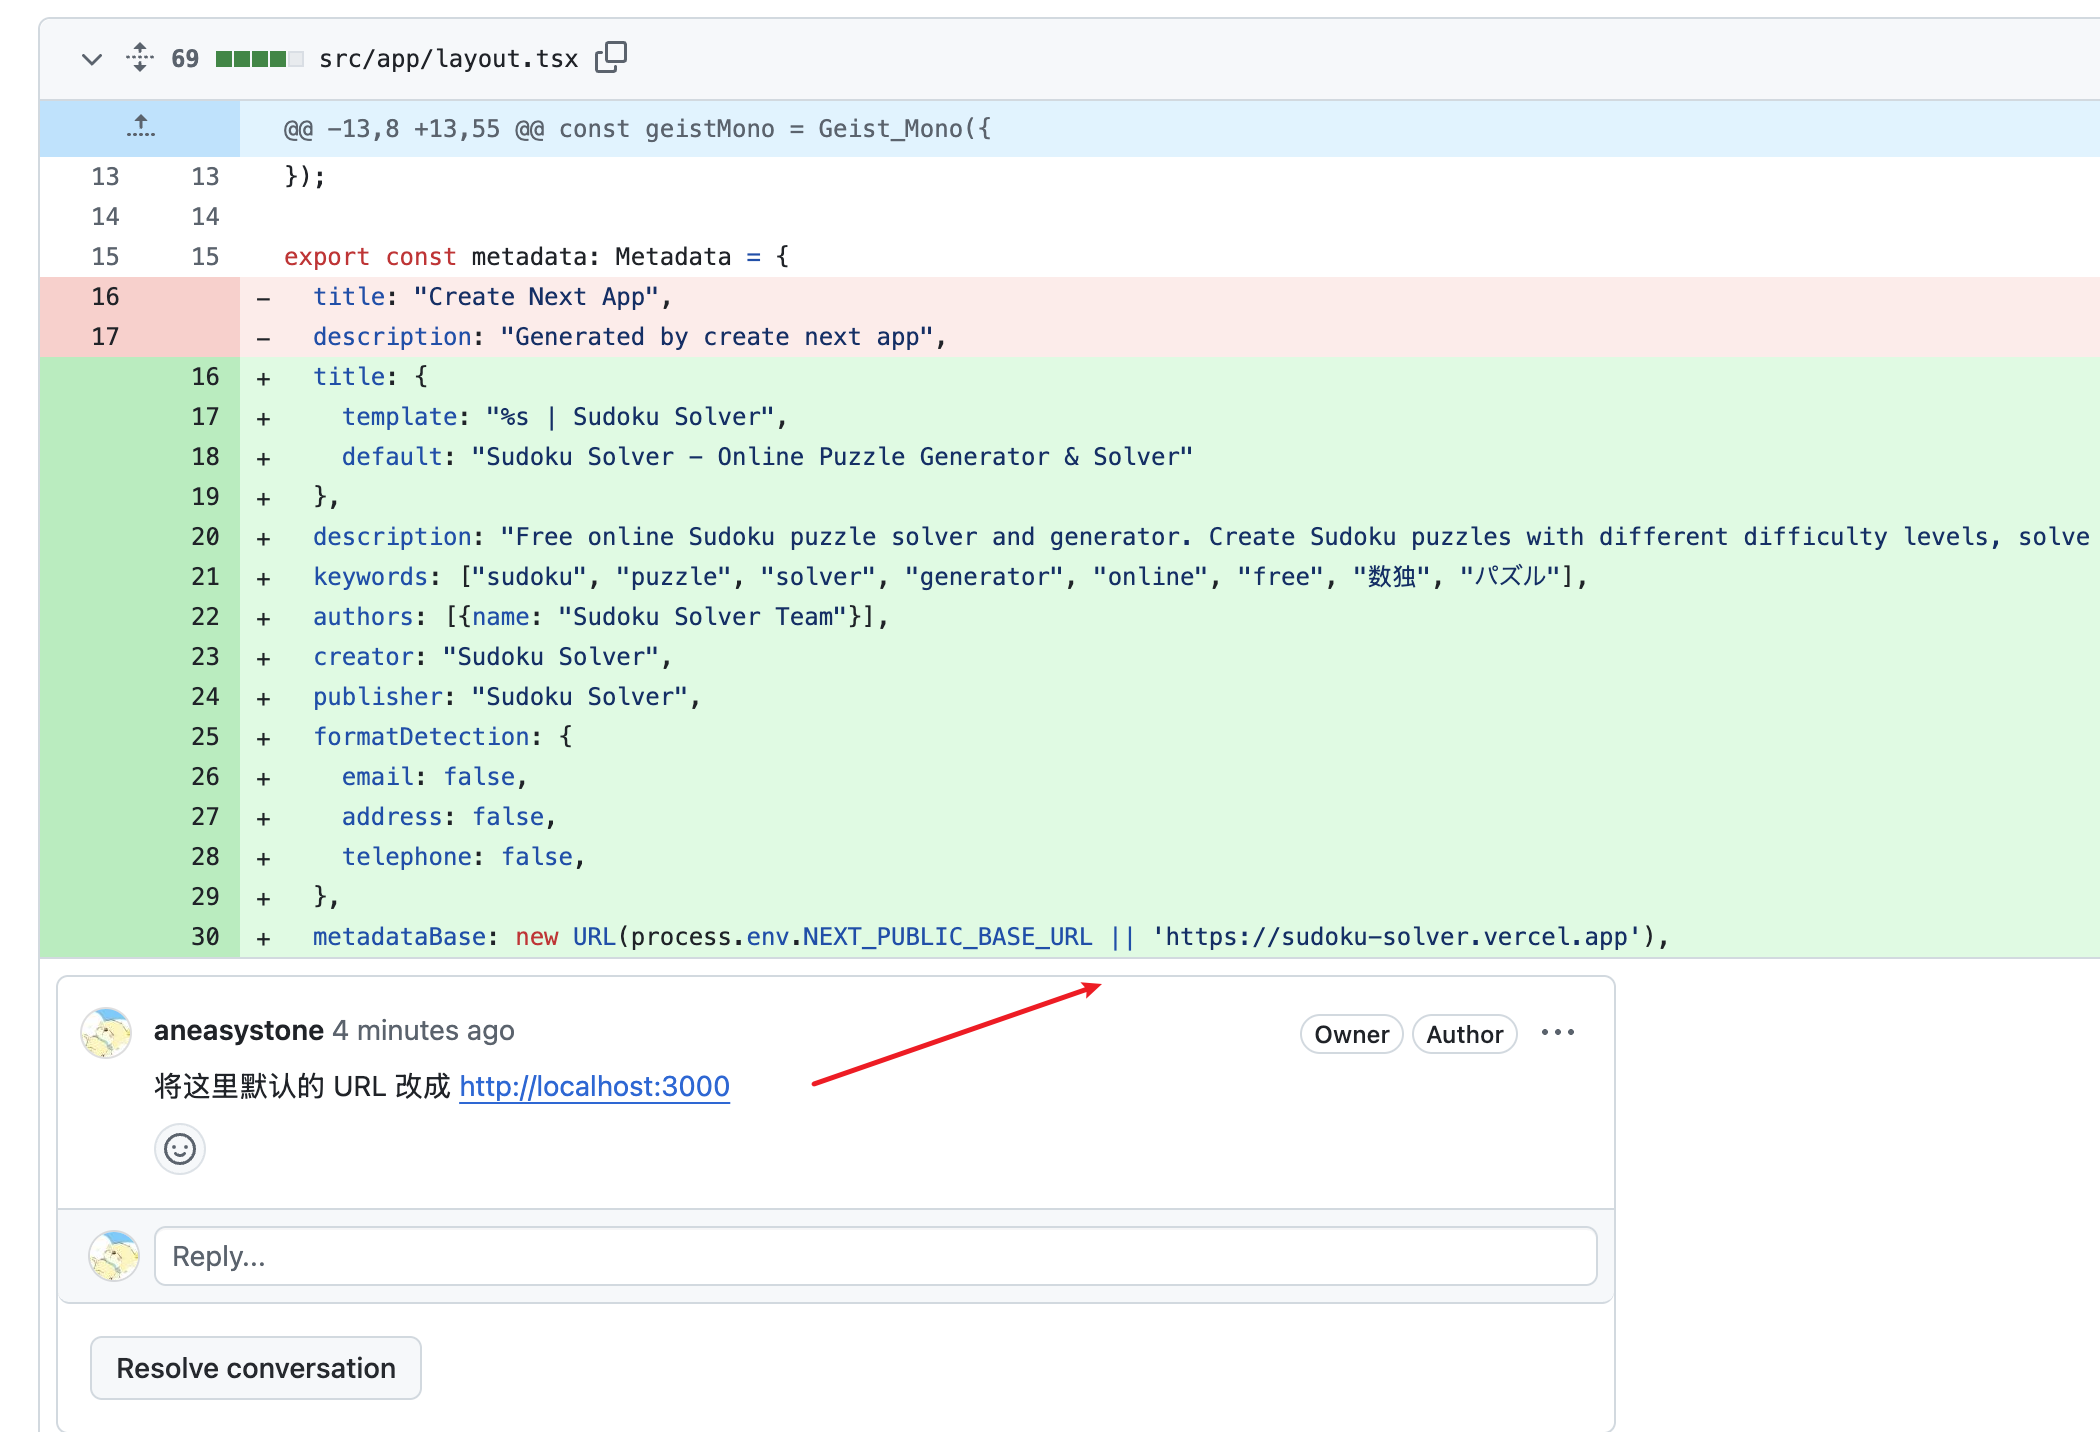 69 src/app/layout.tsx
@@ -13,8 +13,55 @@ const geistMono = Geist_Mono({
13 13 });
14 14
15 15 export const metadata: Metadata = {
16 - title: "Create Next App",
17 - description: "Generated by create next app",
16 + title: {
17 + template: "%s | Sudoku Solver",
18 + default: "Sudoku Solver - Online Puzzle Generator & Solver"
19 + },
20 + description: "Free online Sudoku puzzle solver and generator. Create Sudoku puzzles with different difficulty levels, solve
21 + keywords: ["sudoku", "puzzle", "solver", "generator", "online", "free", "数独", "パズル"],
22 + authors: [{name: "Sudoku Solver Team"}],
23 + creator: "Sudoku Solver",
24 + publisher: "Sudoku Solver",
25 + formatDetection: {
26 + email: false,
27 + address: false,
28 + telephone: false,
29 + },
30 + metadataBase: new URL(process.env.NEXT_PUBLIC_BASE_URL || 'https://sudoku-solver.vercel.app'),
aneasystone 4 minutes ago Owner Author
将这里默认的 URL 改成 http://localhost:3000
Reply...
Resolve conversation